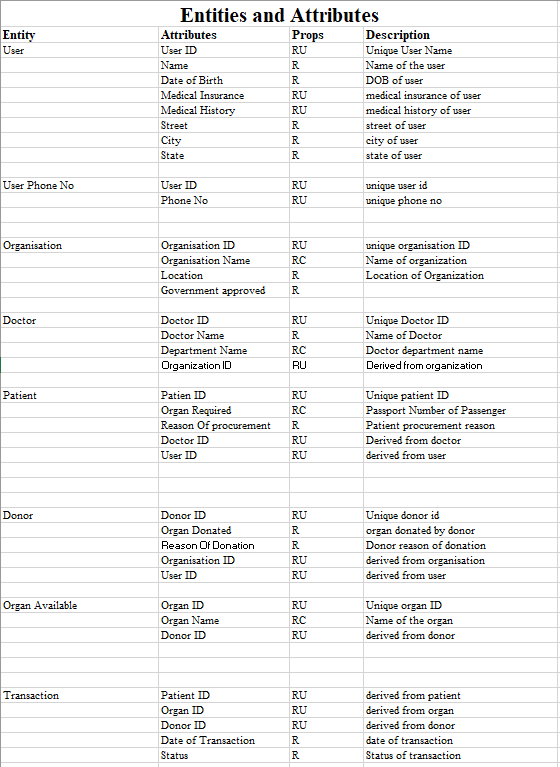 Entities and Attributes
Entity Attributes Props Description
User User ID RU Unique User Name
Name R Name of the user
Date of Birth R DOB of user
Medical Insurance RU medical insurance of user
Medical History RU medical history of user
Street R street of user
City R city of user
State R state of user
User Phone No User ID RU unique user id
Phone No RU unique phone no
Organisation Organisation ID RU unique organisation ID
Organisation Name RC Name of organization
Location R Location of Organization
Government approved R
Doctor Doctor ID RU Unique Doctor ID
Doctor Name R Name of Doctor
Department Name RC Doctor department name
Organization ID RU Derived from organization
Patient Patien ID RU Unique patient ID
Organ Required RC Passport Number of Passenger
Reason Of procurement R Patient procurement reason
Doctor ID RU Derived from doctor
User ID RU derived from user
Donor Donor ID RU Unique donor id
Organ Donated R organ donated by donor
Reason Of Donation R Donor reason of donation
Organisation ID RU derived from organisation
User ID RU derived from user
Organ Available Organ ID RU Unique organ ID
Organ Name RC Name of the organ
Donor ID RU derived from donor
Transaction Patient ID RU derived from patient
Organ ID RU derived from organ
Donor ID RU derived from donor
Date of Transaction R date of transaction
Status R Status of transaction